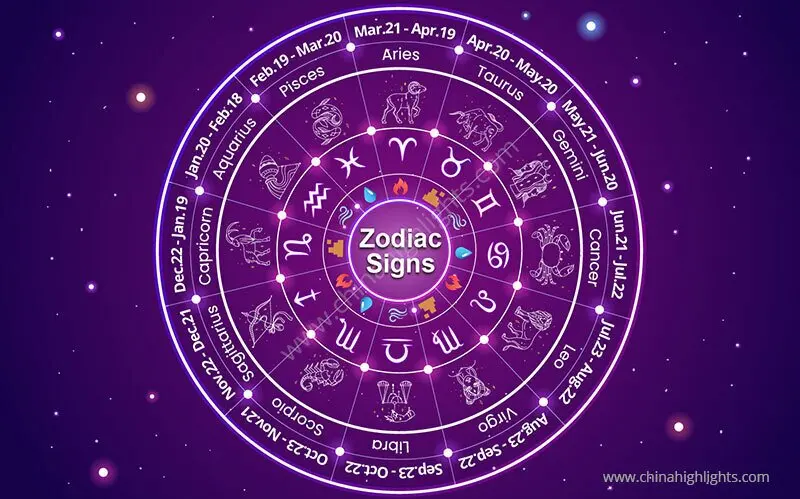 Zodiac
Signs
Mar.21 - Apr.19
Aries
Apr.20 - May.20
Taurus
May.21 - Jun.20
Gemini
Jun.21 - Jul.22
Cancer
Jul.23 - Aug.22
Leo
Aug.23 - Sep.22
Virgo
Sep.23 - Oct.22
Libra
Oct.23 - Nov.21
Scorpio
Nov.22 - Dec.21
Sagittarius
Dec.22 - Jan.19
Capricorn
Jan.20 - Feb.18
Aquarius
Feb.19 - Mar.20
Pisces
www.chinahighlights.com
www.chinahighlights.com